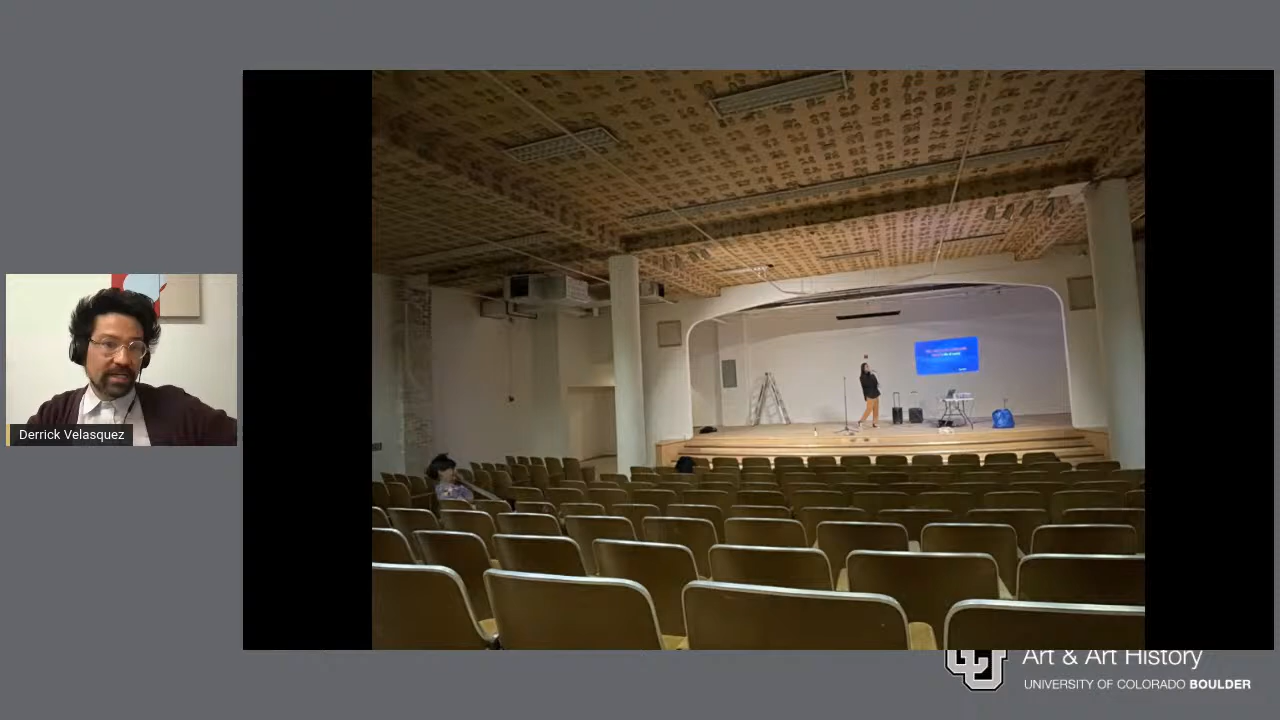 Derrick Velasquez
Art & Art History
UNIVERSITY OF COLORADO BOULDER